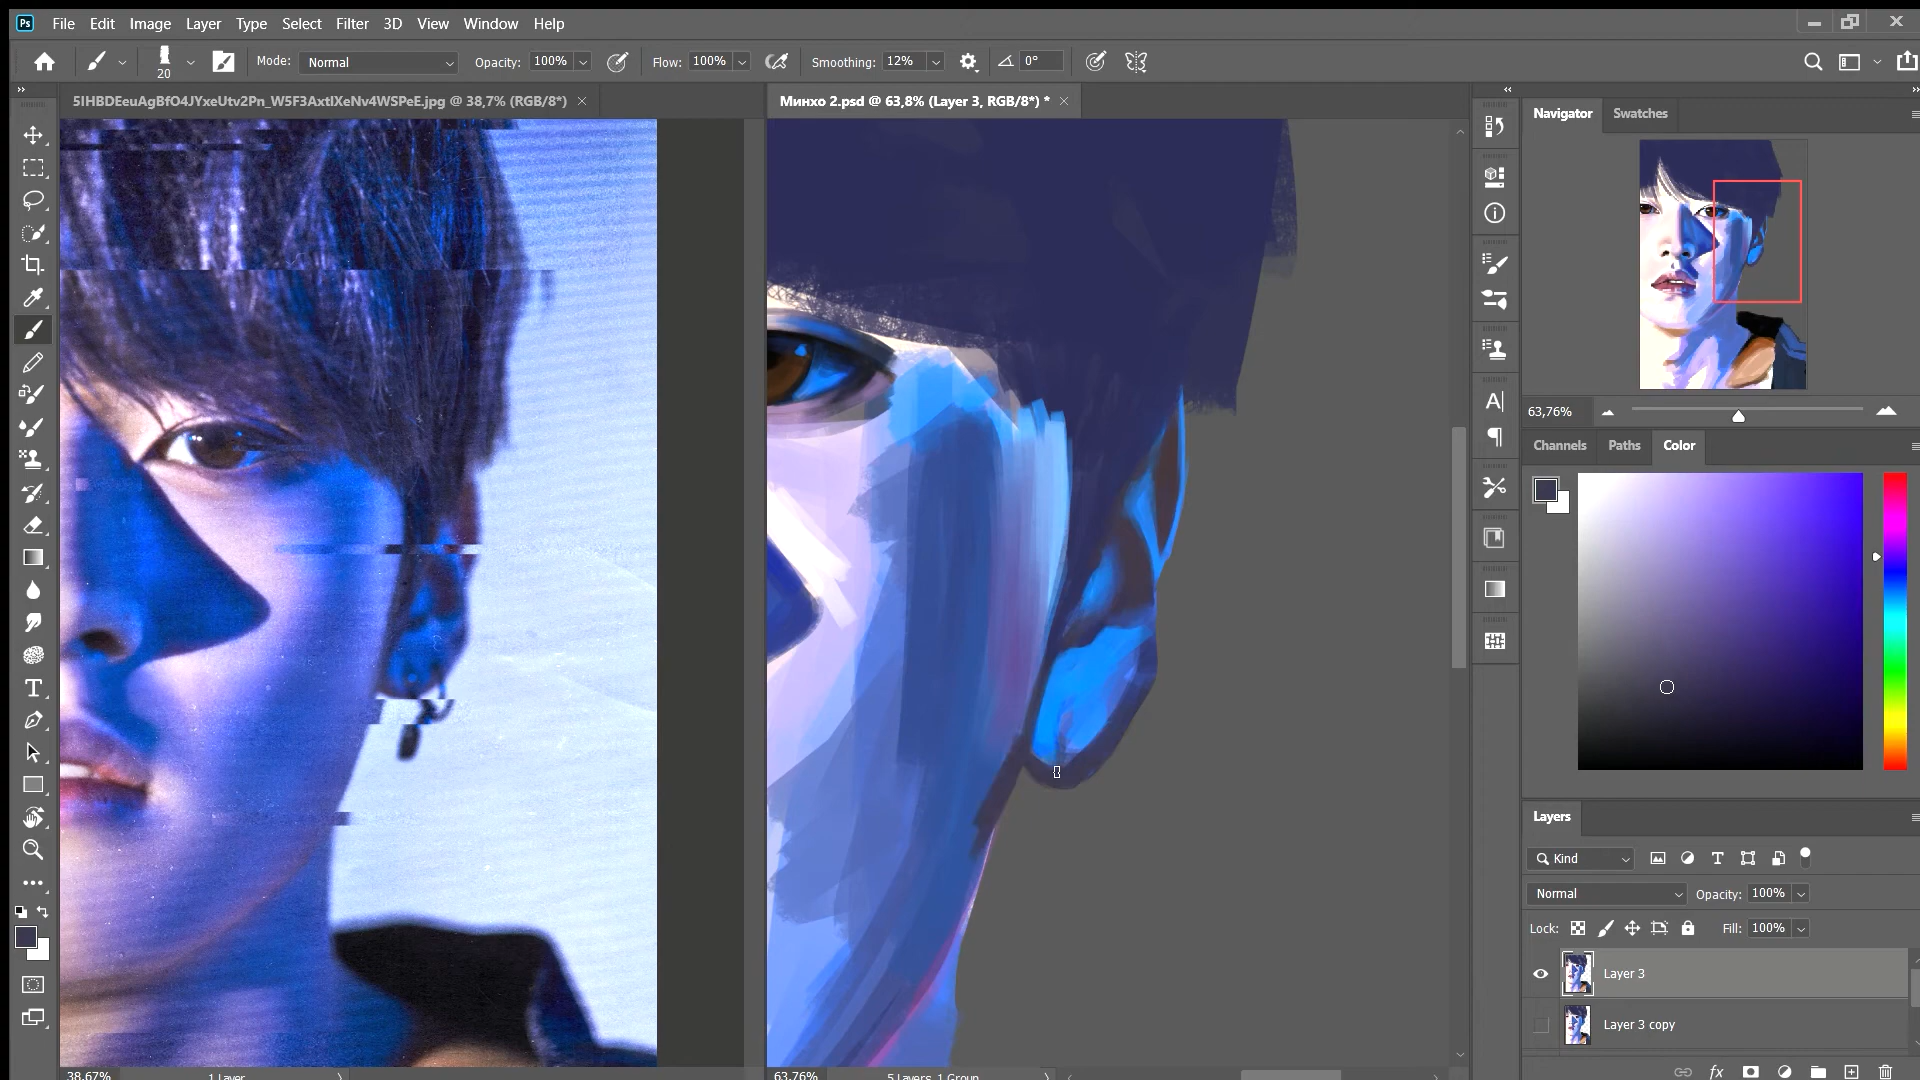 Ps File Edit Image Layer Type Select Filter 3D View Window Help
20 Mode: Normal Opacity: 100% Flow: 100% Smoothing: 12% 0°
5IHBDEeuAgBfO4JYxeUtv2Pn_W5F3AxtlXeNv4WSPeE.jpg @ 38,7% (RGB/8*) ×
Минхо 2.psd @ 63,8% (Layer 3, RGB/8*) * ×
Navigator Swatches
63,76%
Channels Paths Color
Layers
Kind
Normal Opacity: 100%
Lock: Fill: 100%
Layer 3
Layer 3 copy
fx
38,67% 1 Layer
63,76% 5 Layers, 1 Group